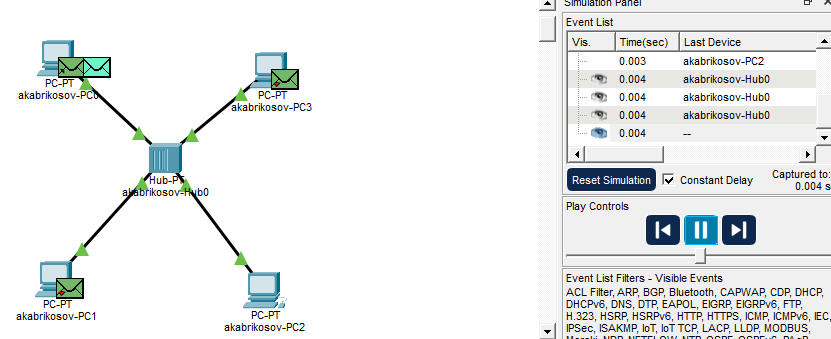 Simulation Panel
Event List
Vis. Time(sec) Last Device
0.003 akabrikosov-PC2
0.004 akabrikosov-Hub0
0.004 akabrikosov-Hub0
0.004 akabrikosov-Hub0
0.004 --
Reset Simulation Constant Delay Captured to:
0.004 s
Play Controls
Event List Filters - Visible Events
ACL Filter, ARP, BGP, Bluetooth, CAPWAP, CDP, DHCP,
DHCPv6, DNS, DTP, EAPOL, EIGRP, EIGRPv6, FTP,
H.323, HSRP, HSRPv6, HTTP, HTTPS, ICMP, ICMPv6, IEC,
IPSec, ISAKMP, IoT, IoT TCP, LACP, LLDP, MODBUS,
PC-PT
akabrikosov-PC0
PC-PT
akabrikosov-PC3
Hub-PT
akabrikosov-Hub0
PC-PT
akabrikosov-PC1
PC-PT
akabrikosov-PC2